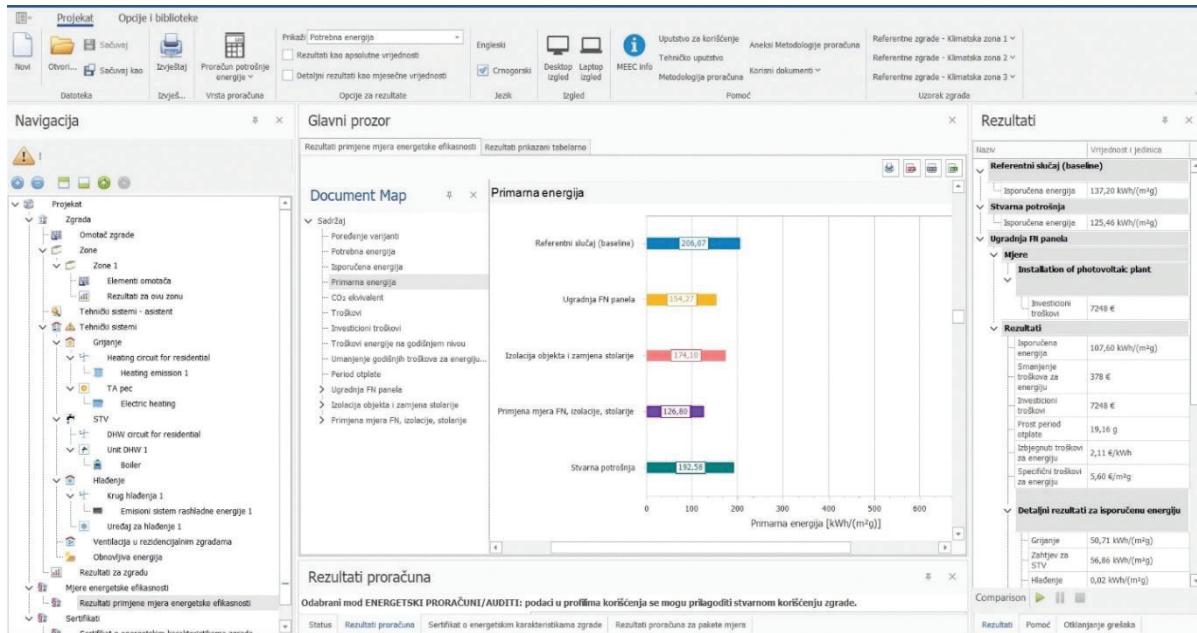 Projekat
Opcije i biblioteke
Novi
Otvori...
Sačuvaj
Sačuvaj kao
Datoteka
Izvještaj
Izvješ...
Proračun potrošnje
energije
Vrsta proračuna
Prikaži Potrebna energija
Rezultati kao apsolutne vrijednosti
Detaljni rezultati kao mjesečne vrijednosti
Opcije za rezultate
Engleski
Crnogorski
Jezik
Desktop
izgled
Laptop
izgled
Izgled
MEEC info
Uputstvo za korišćenje
Tehničko uputstvo
Metodologija proračuna
Aneksi Metodologije proračuna
Korisni dokumenti
Pomoć
Referentne zgrade - Klimatska zona 1
Referentne zgrade - Klimatska zona 2
Referentne zgrade - Klimatska zona 3
Uzorak zgrada
Navigacija
!
Projekat
Zgrada
Omotač zgrade
Zone
Zone 1
Elementi omotača
Rezultati za ovu zonu
Tehnički sistemi - asistent
Tehnički sistemi
Grijanje
Heating circuit for residential
Heating emission 1
TA pec
Electric heating
STV
DHW circuit for residential
Unit DHW 1
Boiler
Hlađenje
Krug hlađenja 1
Emisioni sistem rashladne energije 1
Uređaj za hlađenje 1
Ventilacija u rezidencijalnim zgradama
Obnovljiva energija
Rezultati za zgradu
Mjere energetske efikasnosti
Rezultati primjene mjera energetske efikasnosti
Sertifikati
Sertifikat o energetskim karakteristikama zgrade
Glavni prozor
Rezultati primjene mjera energetske efikasnosti
Rezultati prikazani tabelarno
Document Map
Sadržaj
Poređenje varijanti
Potrebna energija
Isporučena energija
Primarna energija
CO₂ ekvivalent
Troškovi
Investicioni troškovi
Troškovi energije na godišnjem nivou
Umanjenje godišnjih troškova za energiju...
Period otplate
Ugradnja FN panela
Izolacija objekta i zamjena stolarije
Primjena mjera FN, izolacije, stolarije
Primarna energija
Referentni slučaj (baseline)
206,07
Ugradnja FN panela
154,27
Izolacija objekta i zamjena stolarije
174,10
Primjena mjera FN, izolacije, stolarije
126,80
Stvarna potrošnja
192,58
0 100 200 300 400 500 600
Primarna energija [kWh/(m²g)]
Rezultati proračuna
Odabrani mod ENERGETSKI PRORAČUNI/AUDITI: podaci u profilima korišćenja se mogu prilagoditi stvarnom korišćenju zgrade.
Status
Rezultati proračuna
Sertifikat o energetskim karakteristikama zgrade
Rezultati proračuna za pakete mjera
Rezultati
Naziv Vrijednost i jedinica
Referentni slučaj (baseline)
Isporučena energija 137,20 kWh/(m²g)
Stvarna potrošnja
Isporučena energija 125,46 kWh/(m²g)
Ugradnja FN panela
Mjere
Installation of photovoltaic plant
Investicioni
troškovi 7248 €
Rezultati
Isporučena
energija 107,60 kWh/(m²g)
Smanjenje
troškova za
energiju 378 €
Investicioni
troškovi 7248 €
Prost period
otplate 19,16 g
Izbjegnuti troškovi
za energiju 2,11 €/kWh
Specifični troškovi
za energiju 5,60 €/m²g
Detaljni rezultati za isporučenu energiju
Grijanje 50,71 kWh/(m²g)
Zahtjev za
STV 56,86 kWh/(m²g)
Hlađenje 0,02 kWh/(m²g)
Comparison
Rezultati
Pomoć
Otklanjanje grešaka